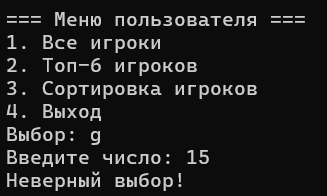 === Меню пользователя ===
1. Все игроки
2. Топ-6 игроков
3. Сортировка игроков
4. Выход
Выбор: g
Введите число: 15
Неверный выбор!